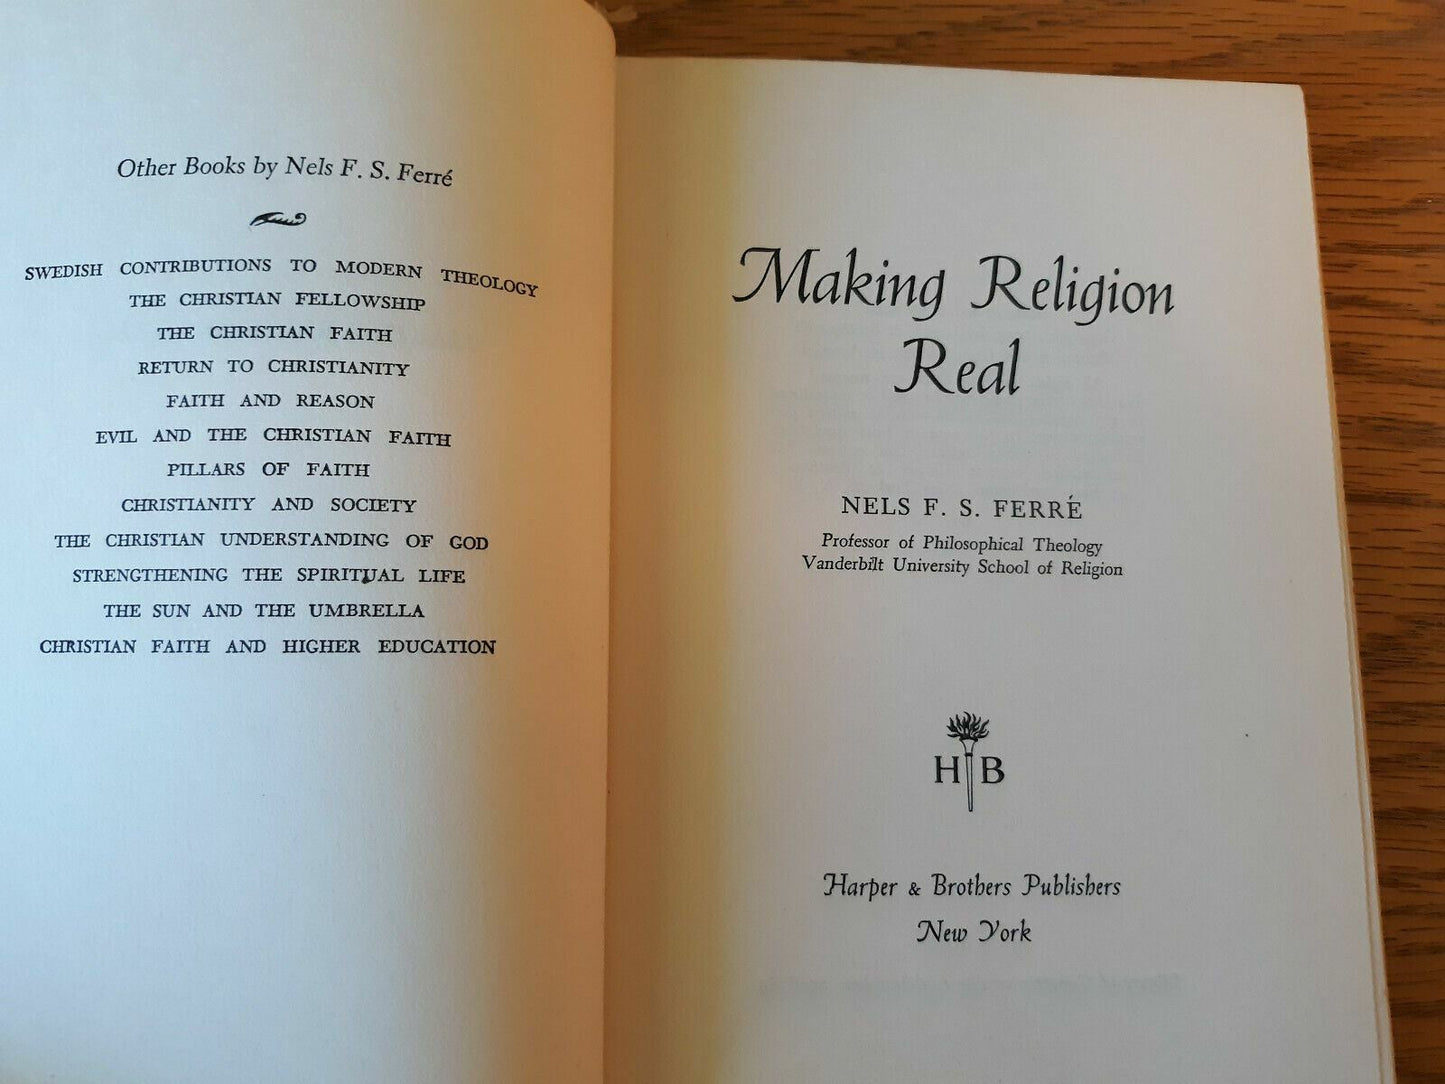 Other Books by Nels F. S. Ferré
SWEDISH CONTRIBUTIONS TO MODERN THEOLOGY
THE CHRISTIAN FELLOWSHIP
THE CHRISTIAN FAITH
RETURN TO CHRISTIANITY
FAITH AND REASON
EVIL AND THE CHRISTIAN FAITH
PILLARS OF FAITH
CHRISTIANITY AND SOCIETY
THE CHRISTIAN UNDERSTANDING OF GOD
STRENGTHENING THE SPIRITUAL LIFE
THE SUN AND THE UMBRELLA
CHRISTIAN FAITH AND HIGHER EDUCATION
Making Religion
Real
NELS F. S. FERRÉ
Professor of Philosophical Theology
Vanderbilt University School of Religion
H B
Harper & Brothers Publishers
New York